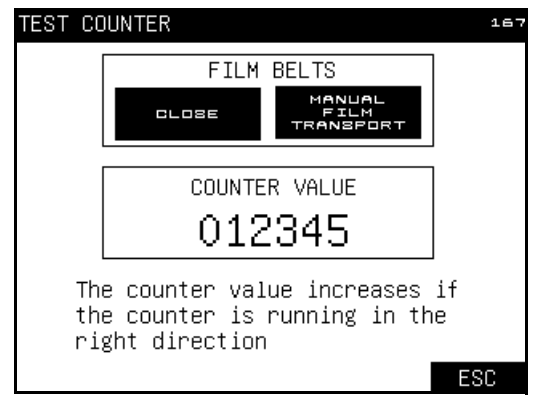 TEST COUNTER 167
FILM BELTS
CLOSE
MANUAL
FILM
TRANSPORT
COUNTER VALUE
012345
The counter value increases if
the counter is running in the
right direction
ESC